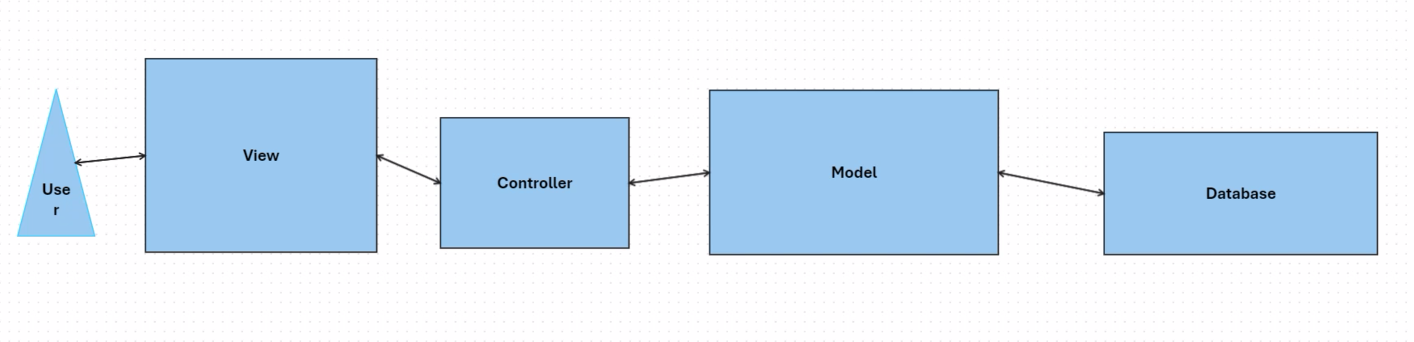 View
Use
r
Controller
Model
Database